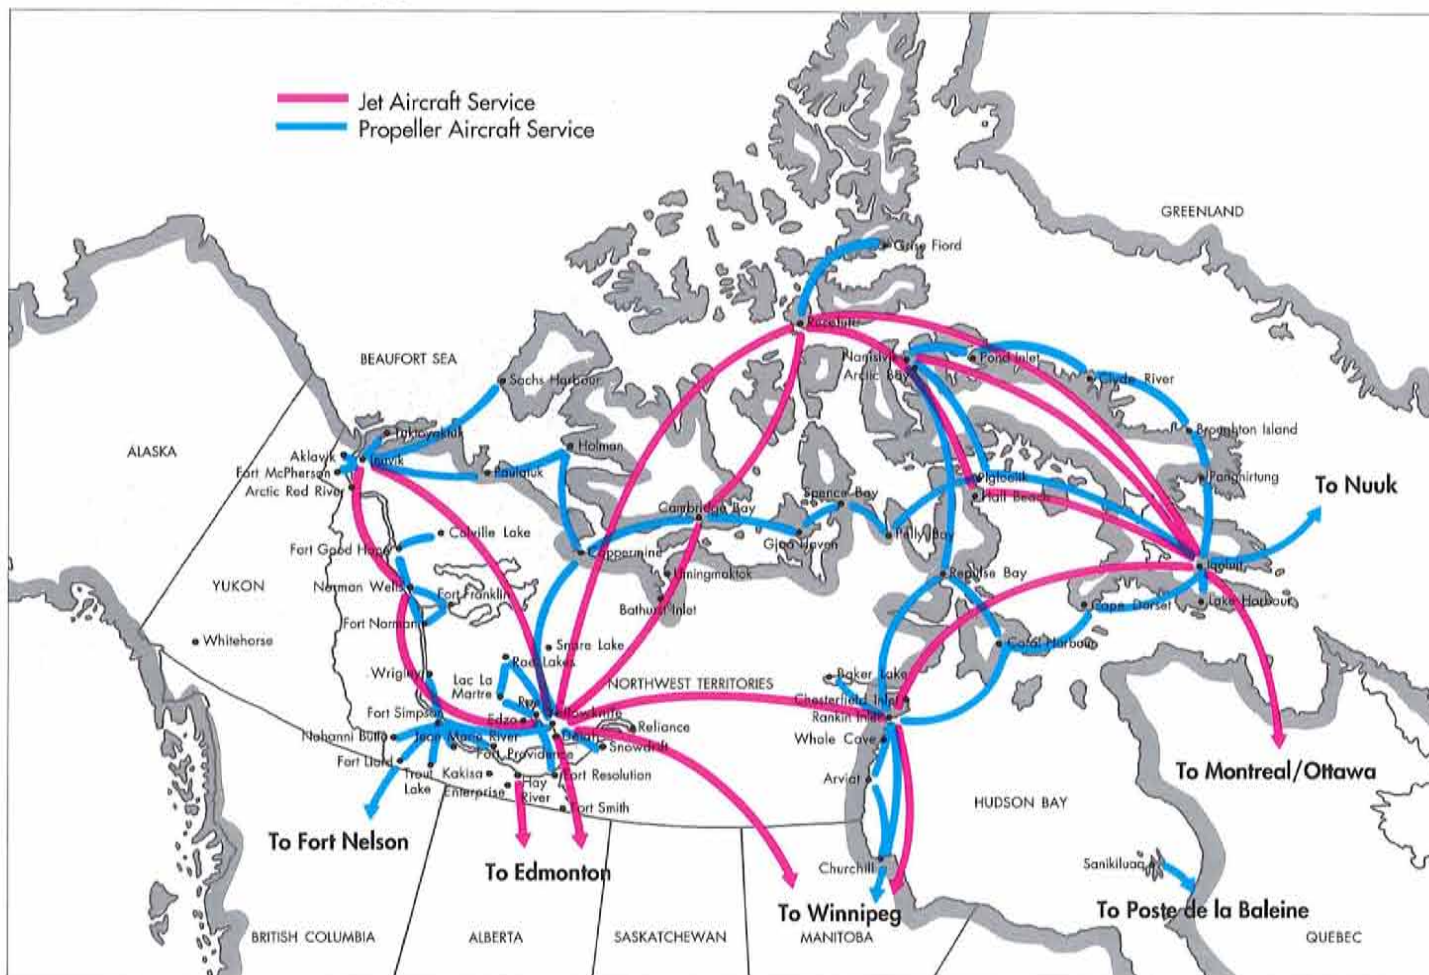 Jet Aircraft Service
Propeller Aircraft Service
GREENLAND
Grise Fiord
Resolute
BEAUFORT SEA
Nanisivik
Pond Inlet
Arctic Bay
Clyde River
Sachs Harbour
Tuktoyaktuk
Holman
Broughton Island
ALASKA
Aklavik
Inuvik
Fort McPherson
Paulatuk
Arctic Red River
Igloolik
Pangnirtung
Hall Beach
To Nuuk
Spence Bay
Cambridge Bay
Colville Lake
Gjoa Haven
Pelly Bay
Fort Good Hope
Coppermine
Iqaluit
YUKON
Norman Wells
Umingmaktok
Repulse Bay
Fort Franklin
Bathurst Inlet
Cape Dorset
Lake Harbour
Fort Norman
Whitehorse
Snare Lake
Coral Harbour
Rae Lakes
Wrigley
Lac La
Martre
NORTHWEST TERRITORIES
Baker Lake
Chesterfield Inlet
Rae
Fort Simpson
Edzo
Yellowknife
Rankin Inlet
Reliance
Nahanni Butte
Jean Marie River
Detah
Whale Cove
Snowdrift
Fort Providence
Fort Liard
Trout
Lake
Kakisa
Hay
River
Fort Resolution
Arviat
To Montreal/Ottawa
Enterprise
Fort Smith
HUDSON BAY
To Fort Nelson
To Edmonton
Churchill
Sanikiluaq
To Winnipeg
To Poste de la Baleine
BRITISH COLUMBIA
ALBERTA
SASKATCHEWAN
MANITOBA
QUEBEC